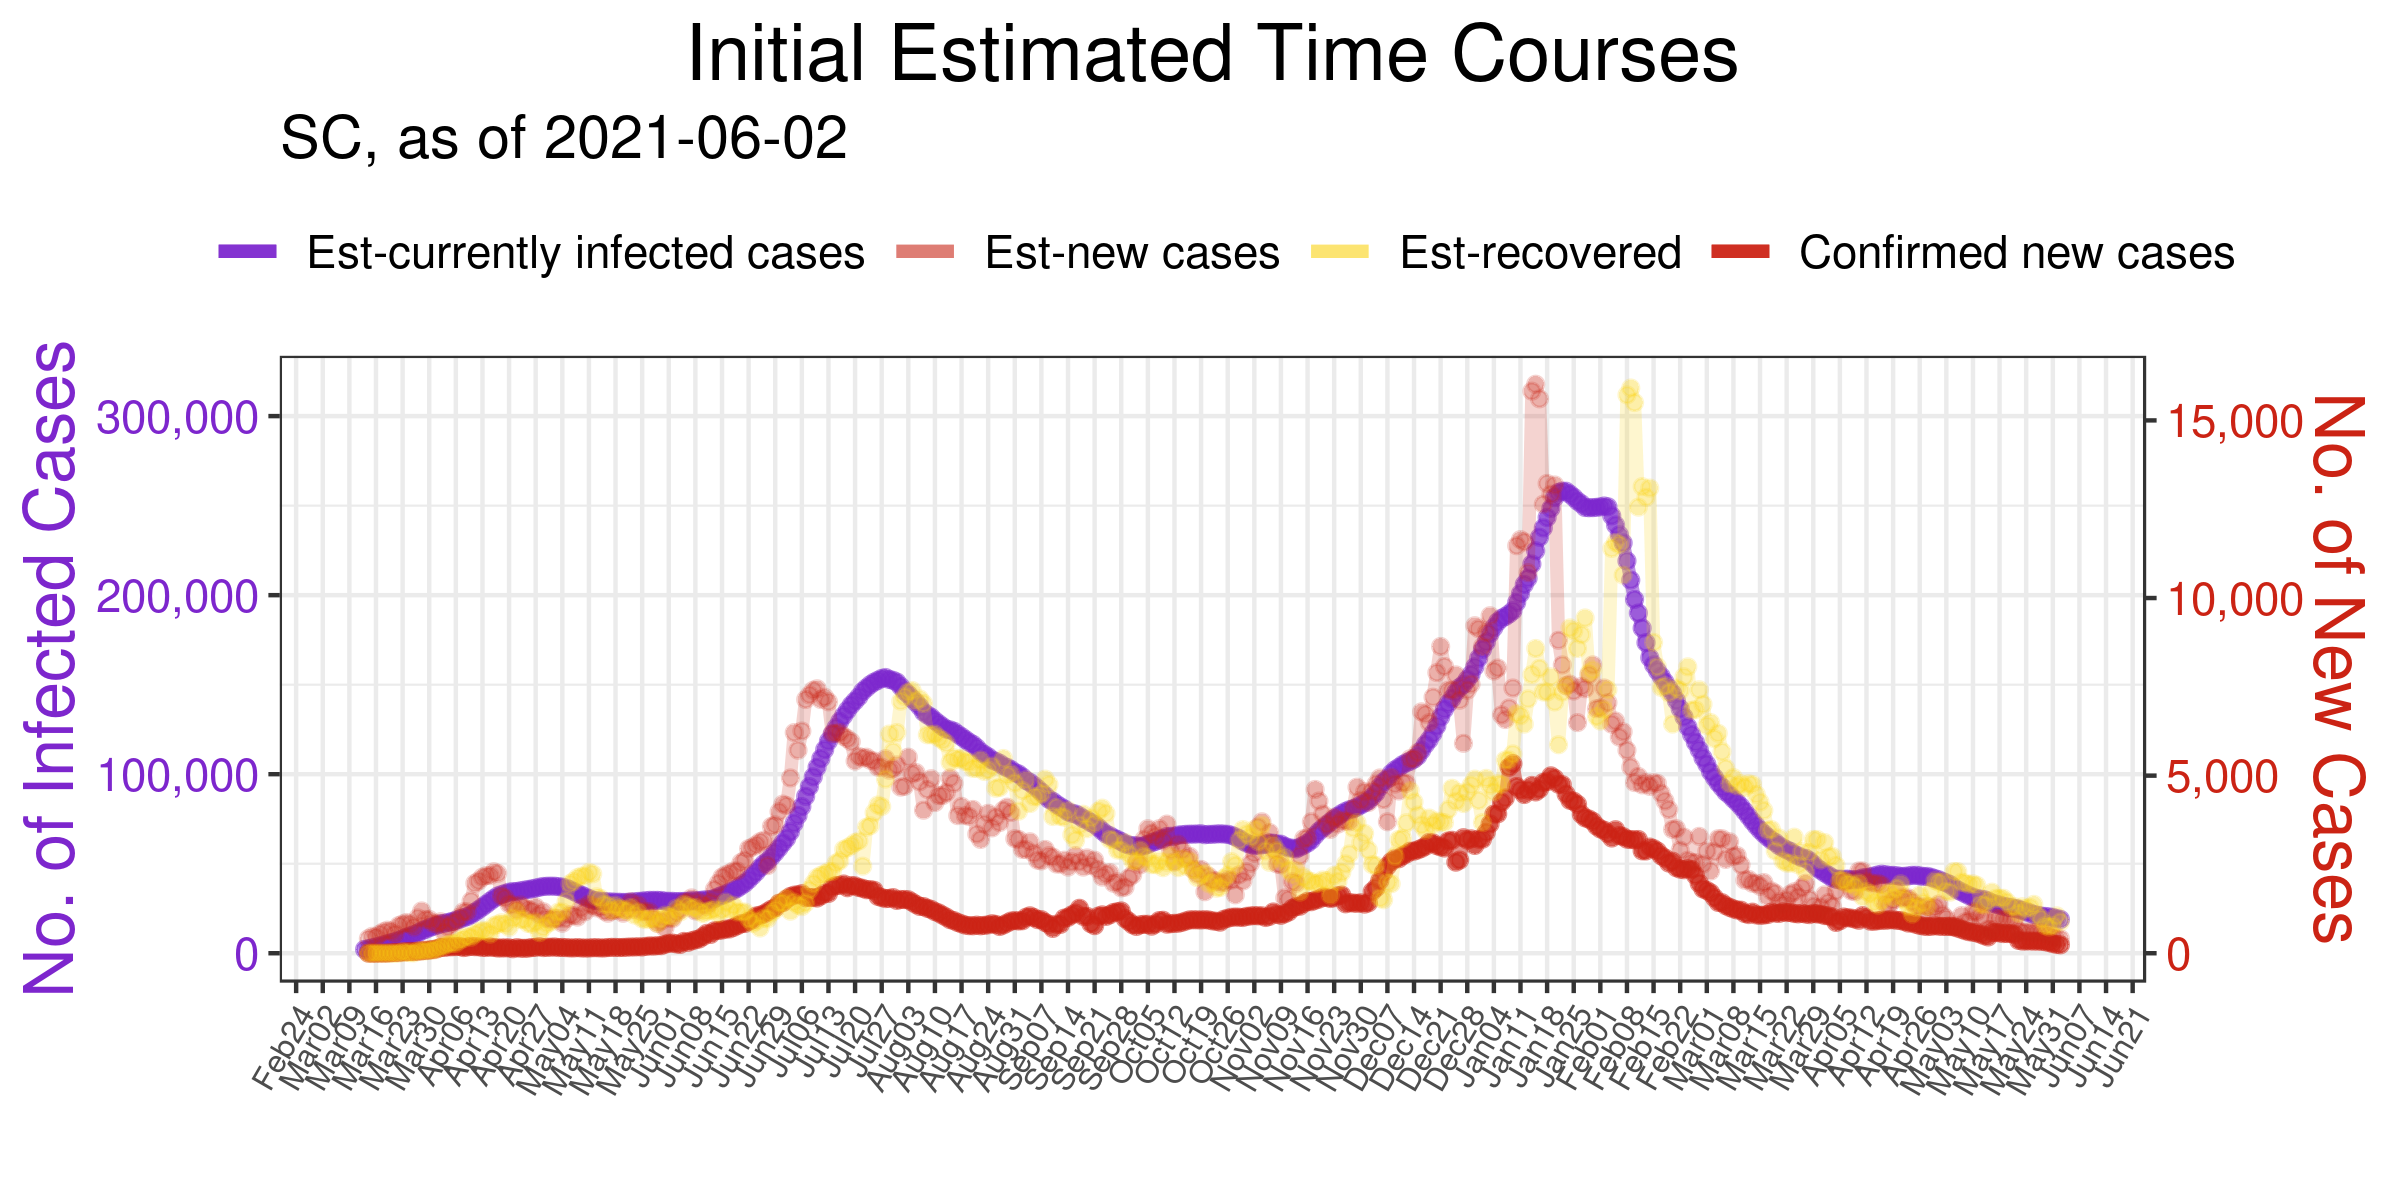 Initial Estimated Time Courses
SC, as of 2021-06-02
Est-currently infected cases Est-new cases Est-recovered Confirmed new cases
No. of Infected Cases
300,000
200,000
100,000
0
15,000
10,000
5,000
0
No. of New Cases
Feb24 Mar02 Mar09 Mar16 Mar23 Mar30 Apr06 Apr13 Apr20 Apr27 May04 May11 May18 May25 Jun01 Jun08 Jun15 Jun22 Jun29 Jul06 Jul13 Jul20 Jul27 Aug03 Aug10 Aug17 Aug24 Aug31 Sep07 Sep14 Sep21 Sep28 Oct05 Oct12 Oct19 Oct26 Nov02 Nov09 Nov16 Nov23 Nov30 Dec07 Dec14 Dec21 Dec28 Jan04 Jan11 Jan18 Jan25 Feb01 Feb08 Feb15 Feb22 Mar01 Mar08 Mar15 Mar22 Mar29 Apr05 Apr12 Apr19 Apr26 May03 May10 May17 May24 May31 Jun07 Jun14 Jun21